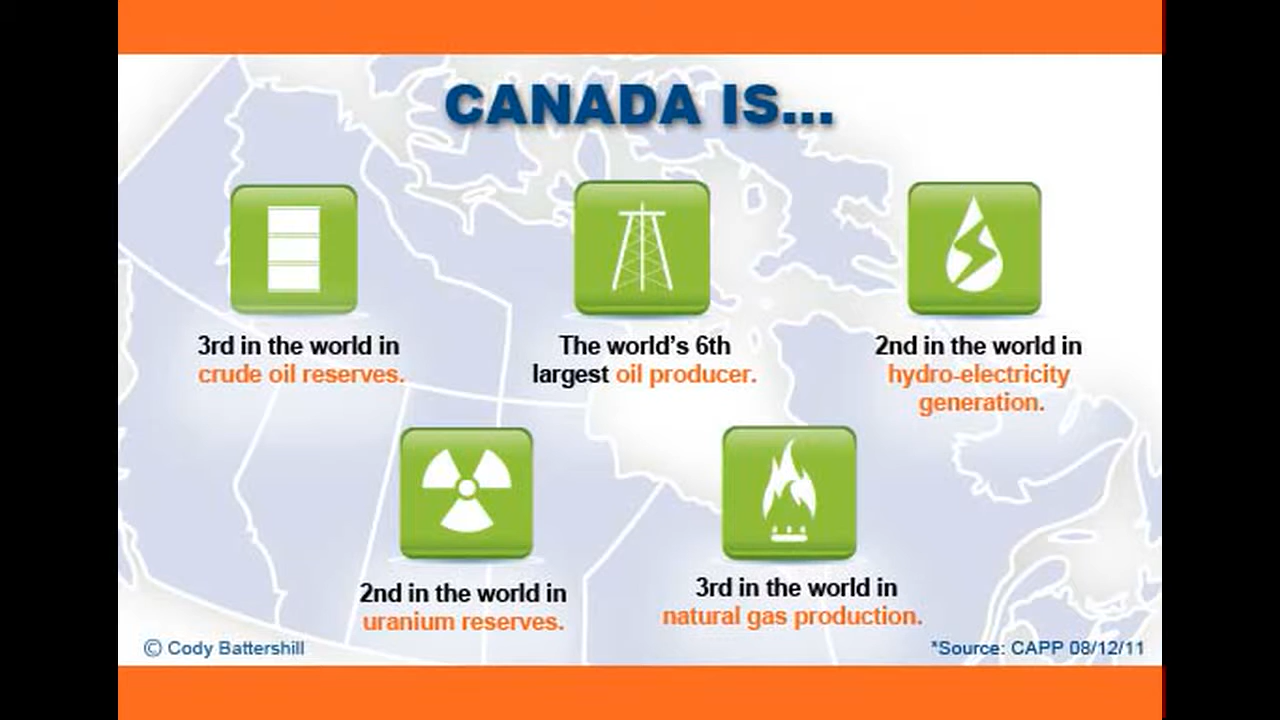 CANADA IS...
3rd in the world in
crude oil reserves.
The world's 6th
largest oil producer.
2nd in the world in
hydro-electricity
generation.
2nd in the world in
uranium reserves.
3rd in the world in
natural gas production.
© Cody Battershill
*Source: CAPP 08/12/11